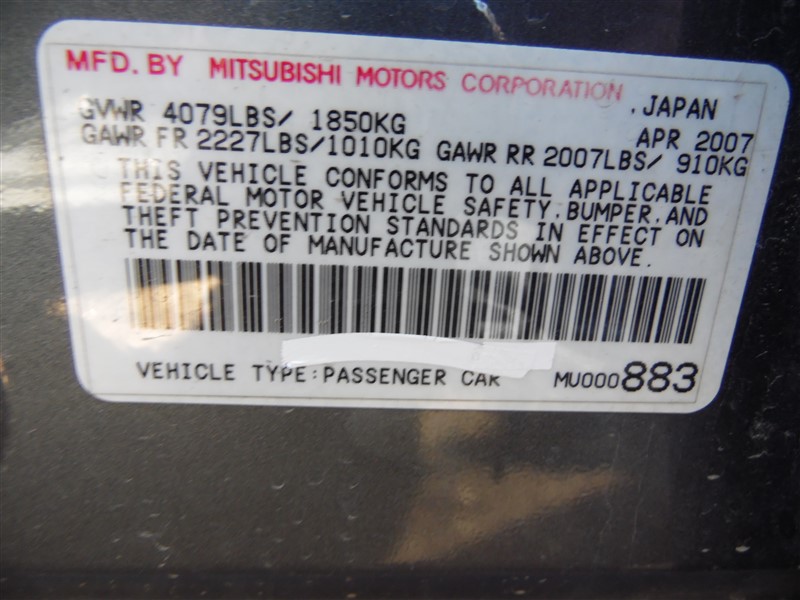 MFD. BY MITSUBISHI MOTORS CORPORATION , JAPAN
GVWR 4079LBS/ 1850KG APR 2007
GAWR FR 2227LBS/1010KG GAWR RR 2007LBS/ 910KG
THIS VEHICLE CONFORMS TO ALL APPLICABLE
FEDERAL MOTOR VEHICLE SAFETY, BUMPER, AND
THEFT PREVENTION STANDARDS IN EFFECT ON
THE DATE OF MANUFACTURE SHOWN ABOVE.
VEHICLE TYPE:PASSENGER CAR MU000883